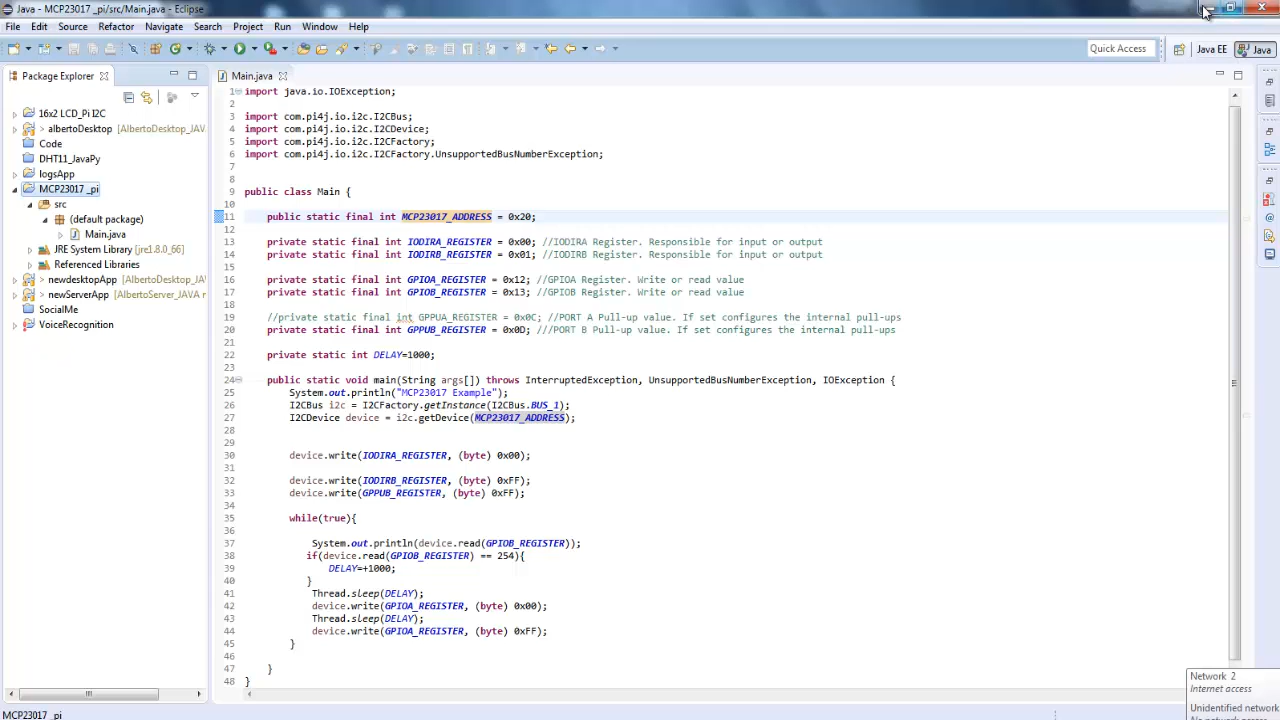 Java - MCP23017 _pi/src/Main.java - Eclipse
File Edit Source Refactor Navigate Search Project Run Window Help
Quick Access
Java EE
Java
Package Explorer
16x2 LCD_Pi I2C
> albertoDesktop [AlbertoDesktop_JAVA
Code
DHT11_JavaPy
logsApp
MCP23017 _pi
src
(default package)
Main.java
JRE System Library [jre1.8.0_66]
Referenced Libraries
> newdesktopApp [AlbertoDesktop_JAVA
> newServerApp [AlbertoServer_JAVA r
SocialMe
VoiceRecognition
Main.java
1 import java.io.IOException;
2
3 import com.pi4j.io.i2c.I2CBus;
4 import com.pi4j.io.i2c.I2CDevice;
5 import com.pi4j.io.i2c.I2CFactory;
6 import com.pi4j.io.i2c.I2CFactory.UnsupportedBusNumberException;
7
8
9 public class Main {
10
11 public static final int MCP23017_ADDRESS = 0x20;
12
13 private static final int IODIRA_REGISTER = 0x00; //IODIRA Register. Responsible for input or output
14 private static final int IODIRB_REGISTER = 0x01; //IODIRB Register. Responsible for input or output
15
16 private static final int GPIOA_REGISTER = 0x12; //GPIOA Register. Write or read value
17 private static final int GPIOB_REGISTER = 0x13; //GPIOB Register. Write or read value
18
19 //private static final int GPPUA_REGISTER = 0x0C; //PORT A Pull-up value. If set configures the internal pull-ups
20 private static final int GPPUB_REGISTER = 0x0D; ///PORT B Pull-up value. If set configures the internal pull-ups
21
22 private static int DELAY=1000;
23
24 public static void main(String args[]) throws InterruptedException, UnsupportedBusNumberException, IOException {
25 System.out.println("MCP23017 Example");
26 I2CBus i2c = I2CFactory.getInstance(I2CBus.BUS_1);
27 I2CDevice device = i2c.getDevice(MCP23017_ADDRESS);
28
29
30 device.write(IODIRA_REGISTER, (byte) 0x00);
31
32 device.write(IODIRB_REGISTER, (byte) 0xFF);
33 device.write(GPPUB_REGISTER, (byte) 0xFF);
34
35 while(true){
36
37 System.out.println(device.read(GPIOB_REGISTER));
38 if(device.read(GPIOB_REGISTER) == 254){
39 DELAY=+1000;
40 }
41 Thread.sleep(DELAY);
42 device.write(GPIOA_REGISTER, (byte) 0x00);
43 Thread.sleep(DELAY);
44 device.write(GPIOA_REGISTER, (byte) 0xFF);
45 }
46
47 }
48 }
Network 2
Internet access
Unidentified network
MCP23017 _pi